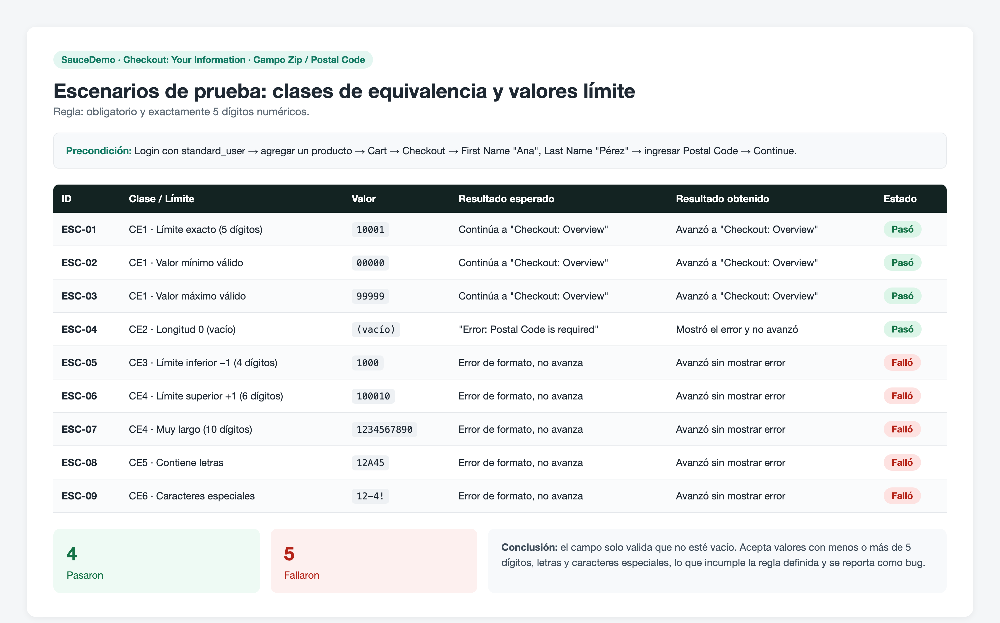 SauceDemo · Checkout: Your Information · Campo Zip / Postal Code
Escenarios de prueba: clases de equivalencia y valores límite
Regla: obligatorio y exactamente 5 dígitos numéricos.
Precondición: Login con standard_user → agregar un producto → Cart → Checkout → First Name "Ana", Last Name "Pérez" → ingresar Postal Code → Continue.
ID Clase / Límite Valor Resultado esperado Resultado obtenido Estado
ESC-01 CE1 · Límite exacto (5 dígitos) 10001 Continúa a "Checkout: Overview" Avanzó a "Checkout: Overview" Pasó
ESC-02 CE1 · Valor mínimo válido 00000 Continúa a "Checkout: Overview" Avanzó a "Checkout: Overview" Pasó
ESC-03 CE1 · Valor máximo válido 99999 Continúa a "Checkout: Overview" Avanzó a "Checkout: Overview" Pasó
ESC-04 CE2 · Longitud 0 (vacío) (vacío) "Error: Postal Code is required" Mostró el error y no avanzó Pasó
ESC-05 CE3 · Límite inferior −1 (4 dígitos) 1000 Error de formato, no avanza Avanzó sin mostrar error Falló
ESC-06 CE4 · Límite superior +1 (6 dígitos) 100010 Error de formato, no avanza Avanzó sin mostrar error Falló
ESC-07 CE4 · Muy largo (10 dígitos) 1234567890 Error de formato, no avanza Avanzó sin mostrar error Falló
ESC-08 CE5 · Contiene letras 12A45 Error de formato, no avanza Avanzó sin mostrar error Falló
ESC-09 CE6 · Caracteres especiales 12-4! Error de formato, no avanza Avanzó sin mostrar error Falló
4
Pasaron
5
Fallaron
Conclusión: el campo solo valida que no esté vacío. Acepta valores con menos o más de 5
dígitos, letras y caracteres especiales, lo que incumple la regla definida y se reporta como bug.